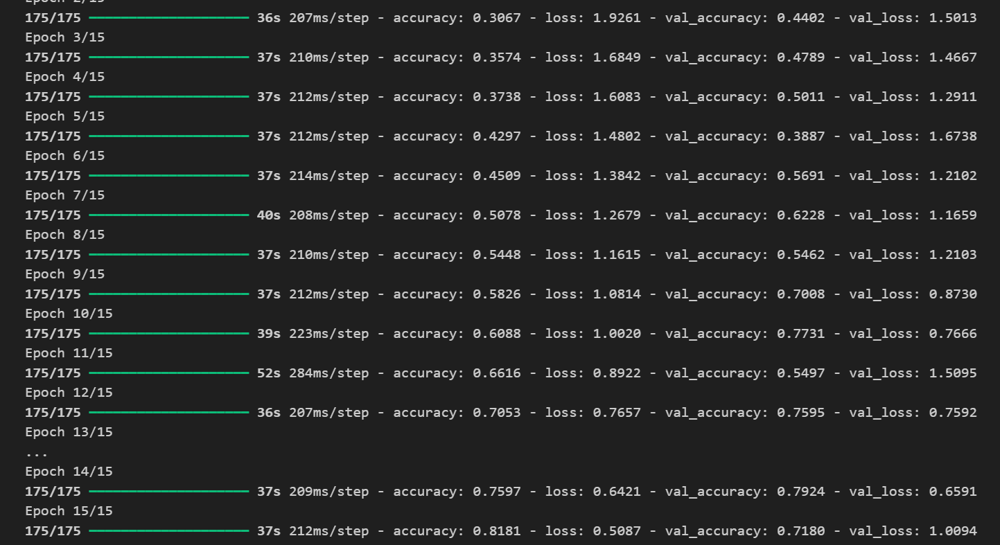 Epoch 2/15
175/175 ━━━━━━━━━━━━━━━━━━━━ 36s 207ms/step - accuracy: 0.3067 - loss: 1.9261 - val_accuracy: 0.4402 - val_loss: 1.5013
Epoch 3/15
175/175 ━━━━━━━━━━━━━━━━━━━━ 37s 210ms/step - accuracy: 0.3574 - loss: 1.6849 - val_accuracy: 0.4789 - val_loss: 1.4667
Epoch 4/15
175/175 ━━━━━━━━━━━━━━━━━━━━ 37s 212ms/step - accuracy: 0.3738 - loss: 1.6083 - val_accuracy: 0.5011 - val_loss: 1.2911
Epoch 5/15
175/175 ━━━━━━━━━━━━━━━━━━━━ 37s 212ms/step - accuracy: 0.4297 - loss: 1.4802 - val_accuracy: 0.3887 - val_loss: 1.6738
Epoch 6/15
175/175 ━━━━━━━━━━━━━━━━━━━━ 37s 214ms/step - accuracy: 0.4509 - loss: 1.3842 - val_accuracy: 0.5691 - val_loss: 1.2102
Epoch 7/15
175/175 ━━━━━━━━━━━━━━━━━━━━ 40s 208ms/step - accuracy: 0.5078 - loss: 1.2679 - val_accuracy: 0.6228 - val_loss: 1.1659
Epoch 8/15
175/175 ━━━━━━━━━━━━━━━━━━━━ 37s 210ms/step - accuracy: 0.5448 - loss: 1.1615 - val_accuracy: 0.5462 - val_loss: 1.2103
Epoch 9/15
175/175 ━━━━━━━━━━━━━━━━━━━━ 37s 212ms/step - accuracy: 0.5826 - loss: 1.0814 - val_accuracy: 0.7008 - val_loss: 0.8730
Epoch 10/15
175/175 ━━━━━━━━━━━━━━━━━━━━ 39s 223ms/step - accuracy: 0.6088 - loss: 1.0020 - val_accuracy: 0.7731 - val_loss: 0.7666
Epoch 11/15
175/175 ━━━━━━━━━━━━━━━━━━━━ 52s 284ms/step - accuracy: 0.6616 - loss: 0.8922 - val_accuracy: 0.5497 - val_loss: 1.5095
Epoch 12/15
175/175 ━━━━━━━━━━━━━━━━━━━━ 36s 207ms/step - accuracy: 0.7053 - loss: 0.7657 - val_accuracy: 0.7595 - val_loss: 0.7592
Epoch 13/15
...
Epoch 14/15
175/175 ━━━━━━━━━━━━━━━━━━━━ 37s 209ms/step - accuracy: 0.7597 - loss: 0.6421 - val_accuracy: 0.7924 - val_loss: 0.6591
Epoch 15/15
175/175 ━━━━━━━━━━━━━━━━━━━━ 37s 212ms/step - accuracy: 0.8181 - loss: 0.5087 - val_accuracy: 0.7180 - val_loss: 1.0094